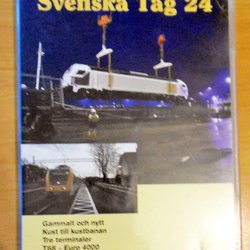 Svenska Tåg 24
Gammalt och nytt
Kust till kustbanan
Tre terminaler
T68 - Euro 4000